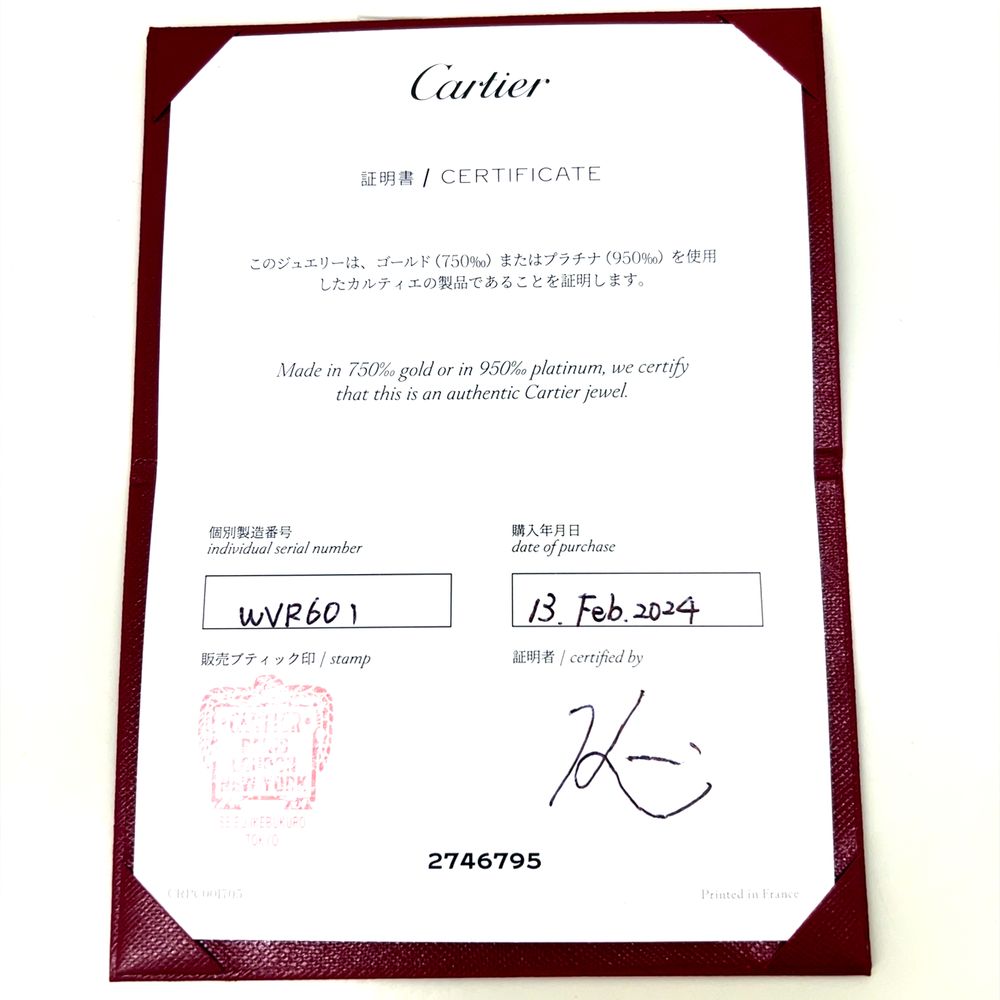 Cartier
証明書 / CERTIFICATE
このジュエリーは、ゴールド（750‰）またはプラチナ（950‰）を使用
したカルティエの製品であることを証明します。
Made in 750‰ gold or in 950‰ platinum, we certify
that this is an authentic Cartier jewel.
個別製造番号
individual serial number
WVR601
購入年月日
date of purchase
13. Feb. 2024
販売ブティック印 / stamp
CARTIER
PARIS
LONDON
NEW YORK
TOKYO
証明者 / certified by
2746795
Printed in France